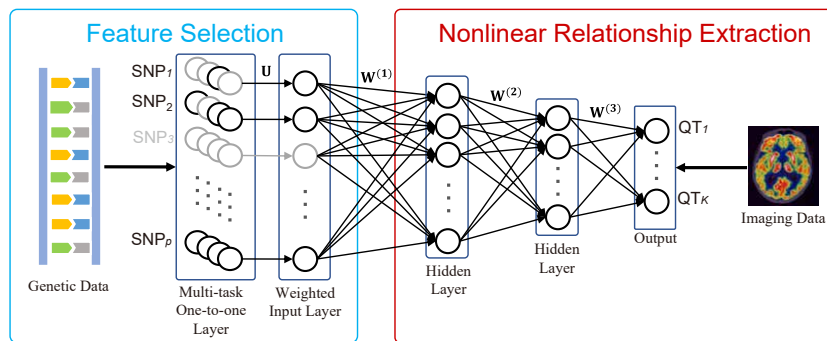 Feature Selection
Nonlinear Relationship Extraction
SNP1
SNP2
SNP3
SNPp
U
W(1)
W(2)
W(3)
QT1
QTK
Genetic Data
Multi-task
One-to-one
Layer
Weighted
Input Layer
Hidden
Layer
Hidden
Layer
Output
Imaging Data